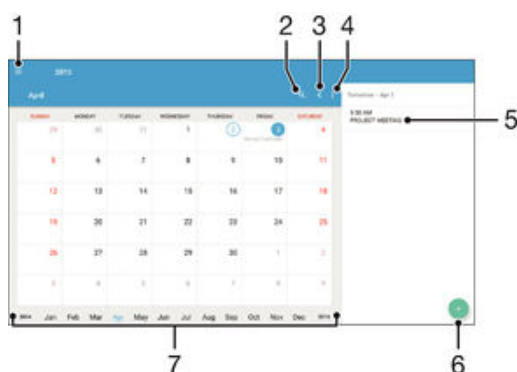 1 2 3 4
2015
April
Tomorrow – Apr 3
SUNDAY MONDAY TUESDAY WEDNESDAY THURSDAY FRIDAY SATURDAY
9:30 AM
PROJECT MEETING 5
29 30 31 1 2 3 4
5 6 7 8 9 10 11
12 13 14 15 16 17 18
19 20 21 22 23 24 25
26 27 28 29 30 1 2
3 4 5 6 7 8 9
2014 Jan Feb Mar Apr May Jun Jul Aug Sep Oct Nov Dec 2016
7 6